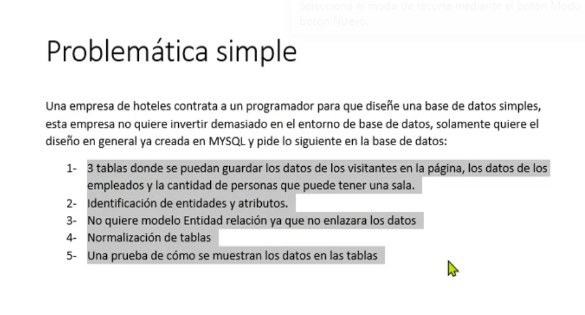 Selecciona el modo de recorte mediante el botón Modo
botón Nuevo.
Problemática simple
Una empresa de hoteles contrata a un programador para que diseñe una base de datos simples,
esta empresa no quiere invertir demasiado en el entorno de base de datos, solamente quiere el
diseño en general ya creada en MYSQL y pide lo siguiente en la base de datos:
1- 3 tablas donde se puedan guardar los datos de los visitantes en la página, los datos de los
empleados y la cantidad de personas que puede tener una sala.
2- Identificación de entidades y atributos.
3- No quiere modelo Entidad relación ya que no enlazara los datos
4- Normalización de tablas
5- Una prueba de cómo se muestran los datos en las tablas